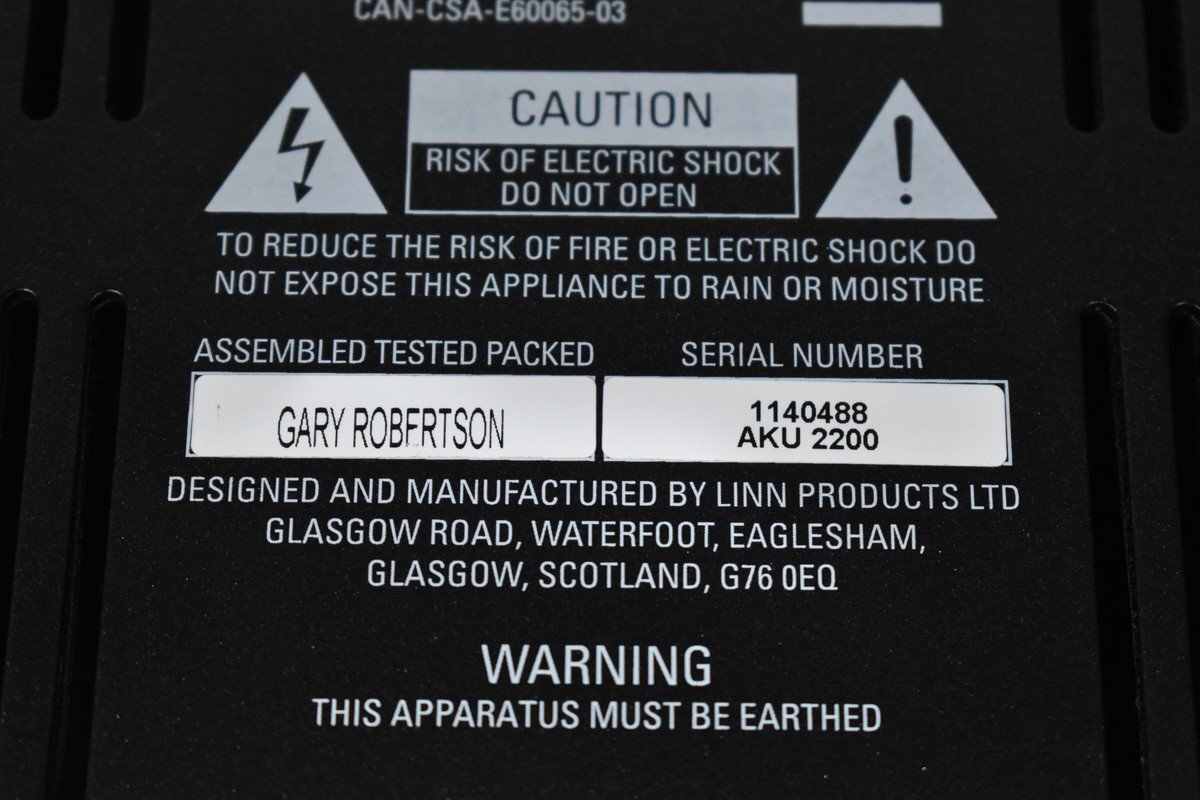 CAN-CSA-E60065-03
CAUTION
RISK OF ELECTRIC SHOCK
DO NOT OPEN
TO REDUCE THE RISK OF FIRE OR ELECTRIC SHOCK DO
NOT EXPOSE THIS APPLIANCE TO RAIN OR MOISTURE
ASSEMBLED TESTED PACKED
GARY ROBERTSON
SERIAL NUMBER
1140488
AKU 2200
DESIGNED AND MANUFACTURED BY LINN PRODUCTS LTD
GLASGOW ROAD, WATERFOOT, EAGLESHAM,
GLASGOW, SCOTLAND, G76 0EQ
WARNING
THIS APPARATUS MUST BE EARTHED